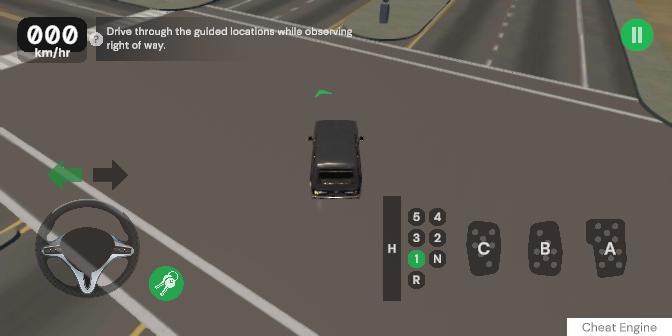 000
km/hr
? Drive through the guided locations while observing
right of way.
5 4
3 2
H
1 N
R
C B A
Cheat Engine